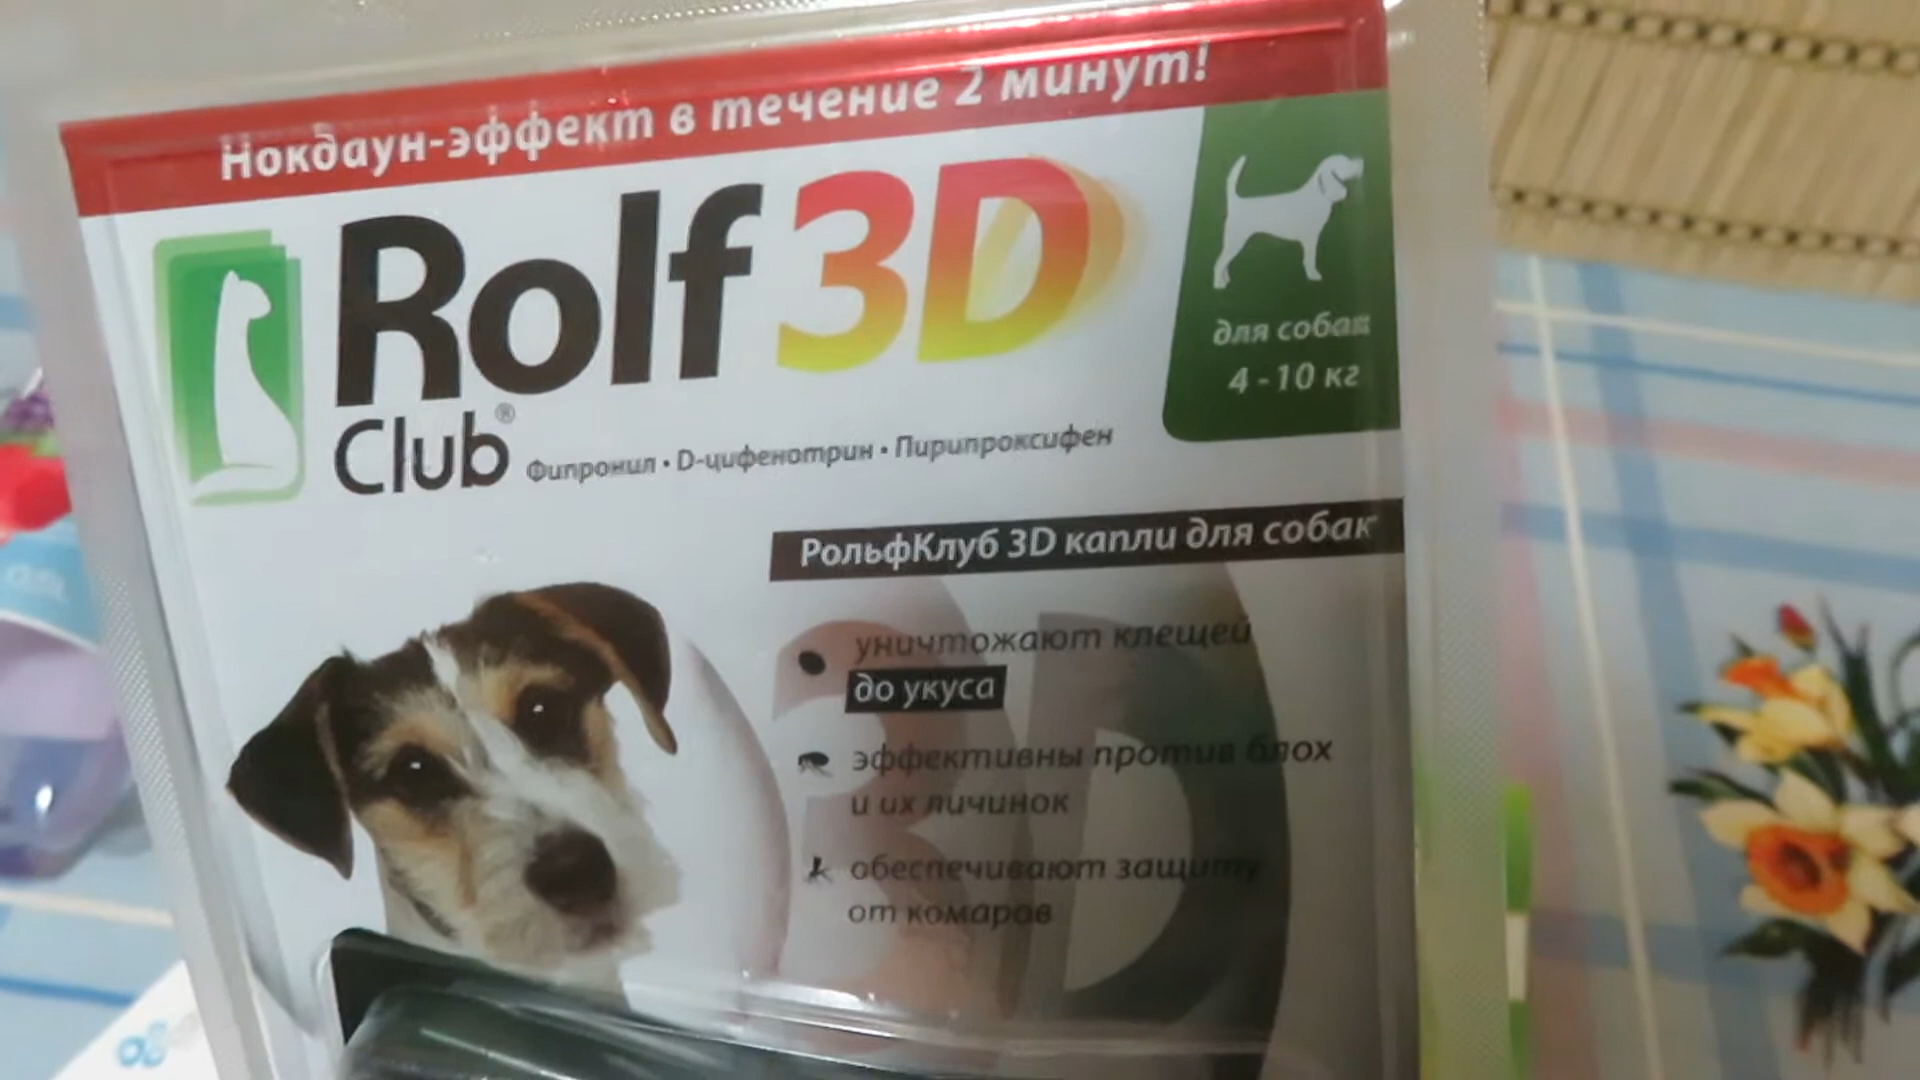 Нокдаун-эффект в течение 2 минут!
Rolf 3D
Club®
Фипронил • D-цифенотрин • Пирипроксифен
для собак
4 - 10 кг
РольфКлуб 3D капли для собак
уничтожают клещей
до укуса
эффективны против блох
и их личинок
обеспечивают защиту
от комаров